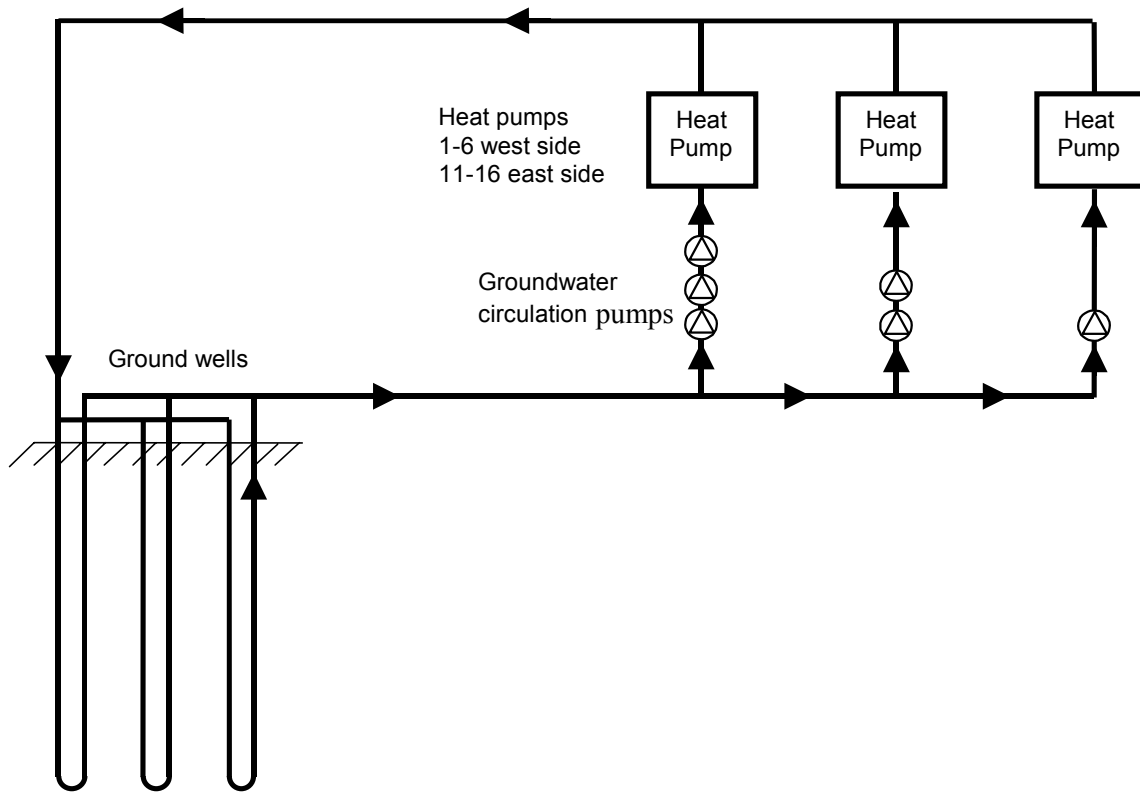 Heat pumps
1-6 west side
11-16 east side
Heat
Pump
Heat
Pump
Heat
Pump
Groundwater
circulation pumps
Ground wells